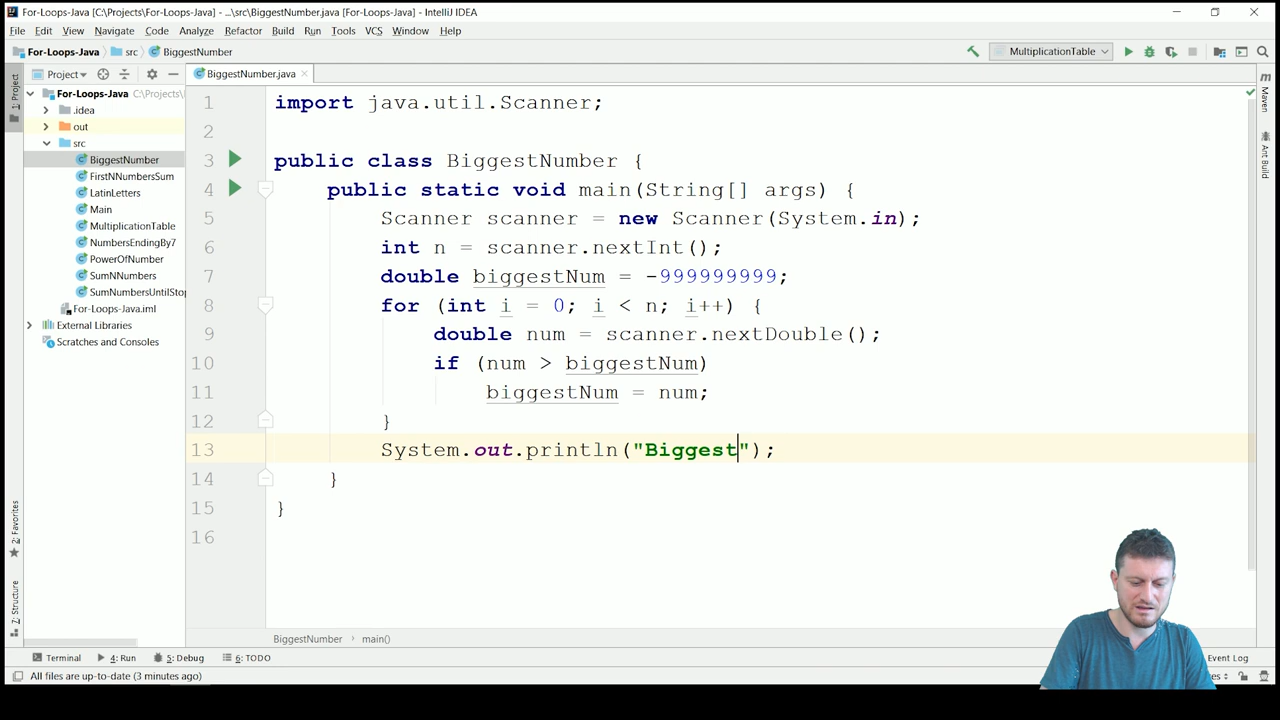 For-Loops-Java [C:\Projects\For-Loops-Java] - ...\src\BiggestNumber.java [For-Loops-Java] - IntelliJ IDEA
File Edit View Navigate Code Analyze Refactor Build Run Tools VCS Window Help
For-Loops-Java src BiggestNumber MultiplicationTable
1: Project
Project
BiggestNumber.java
Maven
Ant Build
For-Loops-Java C:\Projects\
.idea
out
src
BiggestNumber
FirstNNumbersSum
LatinLetters
Main
MultiplicationTable
NumbersEndingBy7
PowerOfNumber
SumNNumbers
SumNumbersUntilStop
For-Loops-Java.iml
External Libraries
Scratches and Consoles
1 import java.util.Scanner;
2
3 public class BiggestNumber {
4 public static void main(String[] args) {
5 Scanner scanner = new Scanner(System.in);
6 int n = scanner.nextInt();
7 double biggestNum = -999999999;
8 for (int i = 0; i < n; i++) {
9 double num = scanner.nextDouble();
10 if (num > biggestNum)
11 biggestNum = num;
12 }
13 System.out.println("Biggest");
14 }
15 }
16
2: Favorites
7: Structure
BiggestNumber main()
Terminal 4: Run 5: Debug 6: TODO Event Log
All files are up-to-date (3 minutes ago)